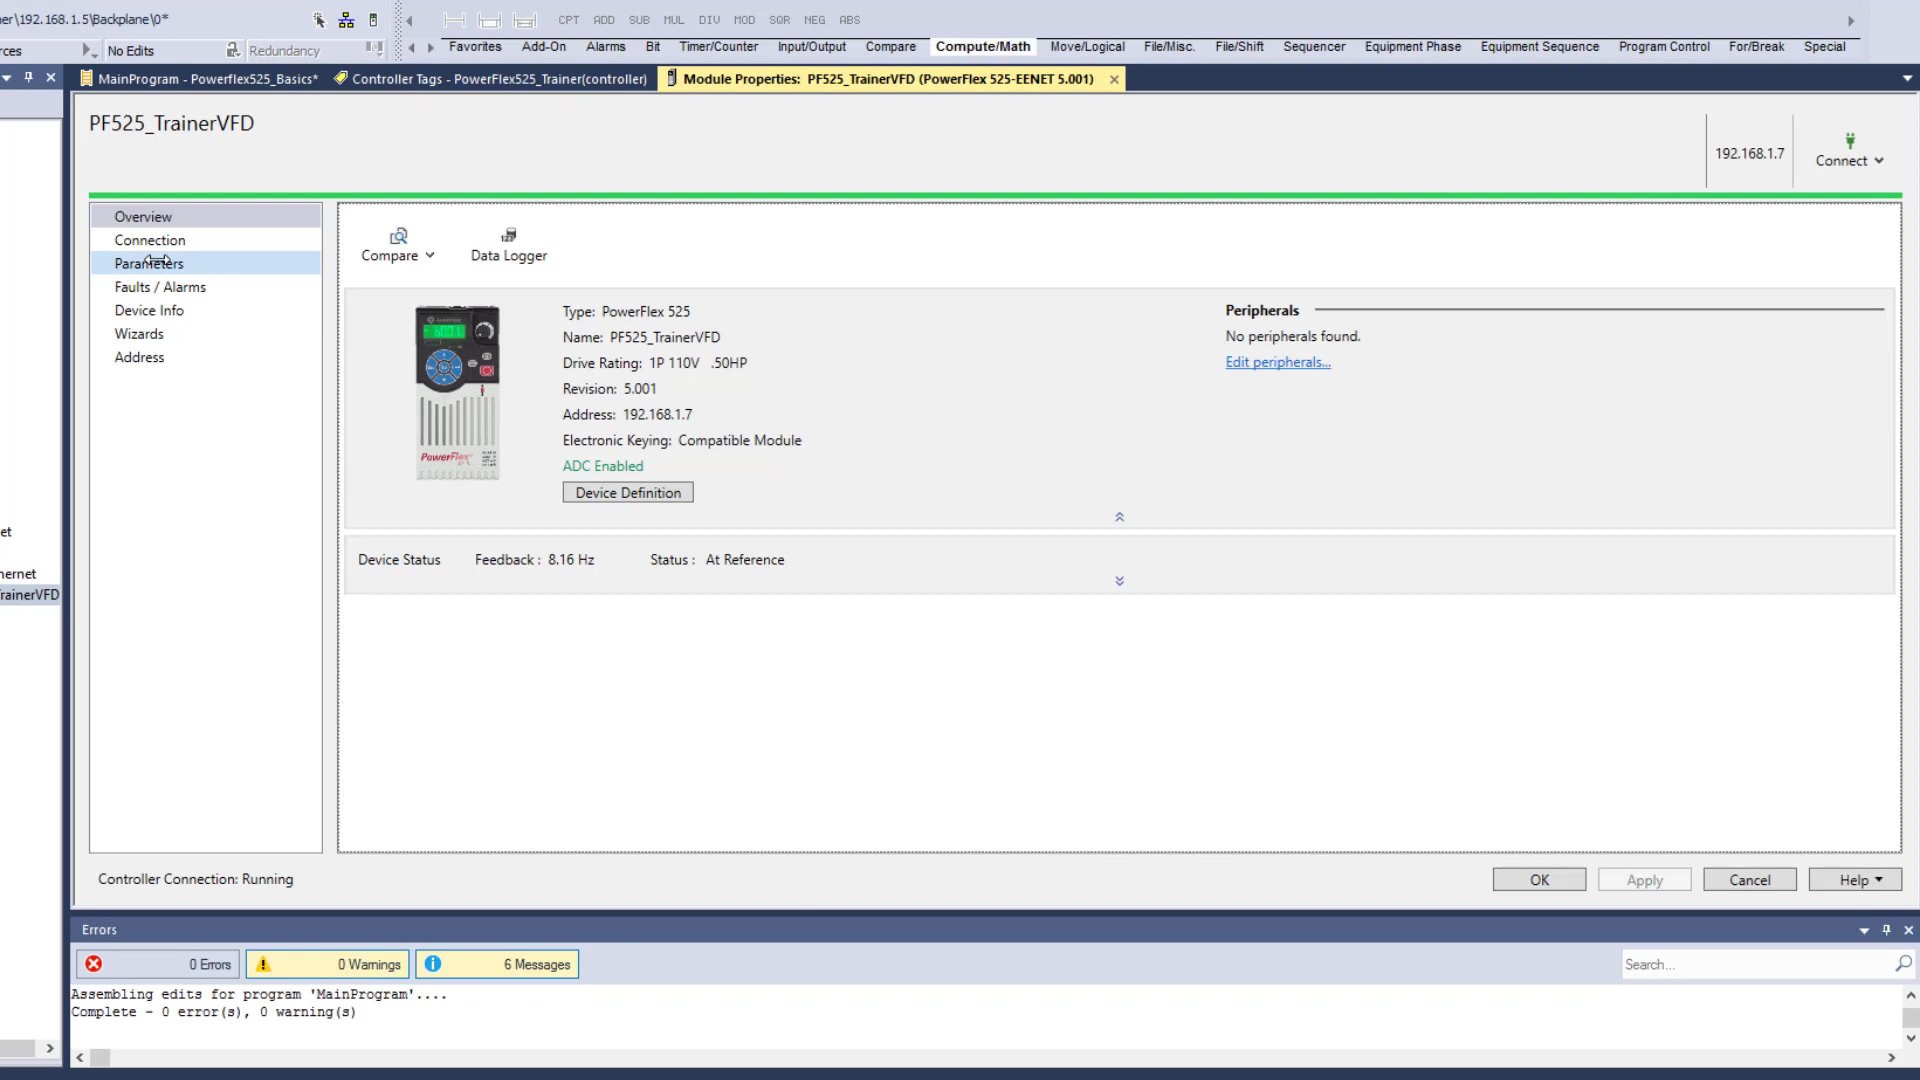 er\192.168.1.5\Backplane\0*
CPT ADD SUB MUL DIV MOD SQR NEG ABS
rces
No Edits
Redundancy
Favorites Add-On Alarms Bit Timer/Counter Input/Output Compare Compute/Math Move/Logical File/Misc. File/Shift Sequencer Equipment Phase Equipment Sequence Program Control For/Break Special
MainProgram - Powerflex525_Basics*
Controller Tags - PowerFlex525_Trainer(controller)
Module Properties: PF525_TrainerVFD (PowerFlex 525-EENET 5.001)
PF525_TrainerVFD
192.168.1.7
Connect
Overview
Connection
Parameters
Faults / Alarms
Device Info
Wizards
Address
Compare
Data Logger
Type: PowerFlex 525
Name: PF525_TrainerVFD
Drive Rating: 1P 110V .50HP
Revision: 5.001
Address: 192.168.1.7
Electronic Keying: Compatible Module
ADC Enabled
Device Definition
PowerFlex
Peripherals
No peripherals found.
Edit peripherals...
Device Status Feedback : 8.16 Hz Status : At Reference
et
hernet
TrainerVFD
Controller Connection: Running
OK Apply Cancel Help
Errors
0 Errors
0 Warnings
6 Messages
Search...
Assembling edits for program 'MainProgram'....
Complete - 0 error(s), 0 warning(s)